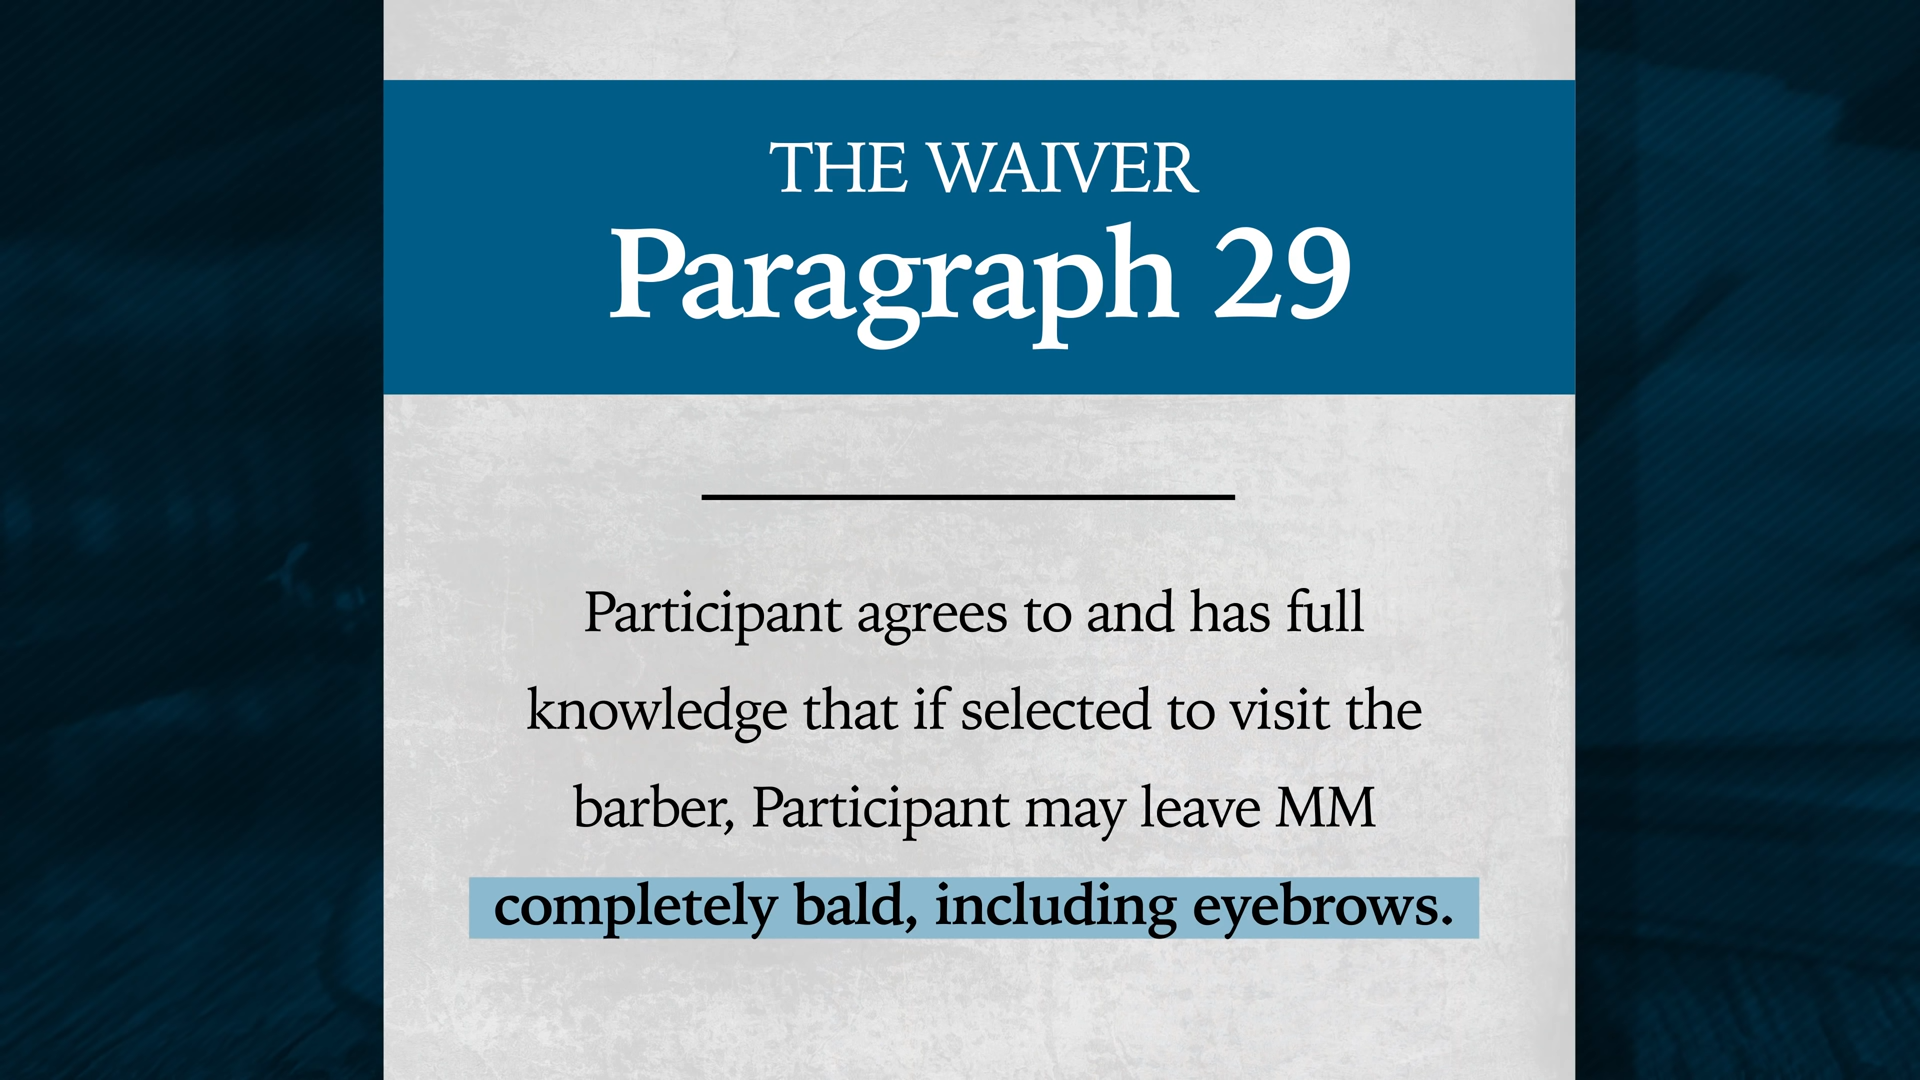 THE WAIVER
Paragraph 29
Participant agrees to and has full
knowledge that if selected to visit the
barber, Participant may leave MM
completely bald, including eyebrows.